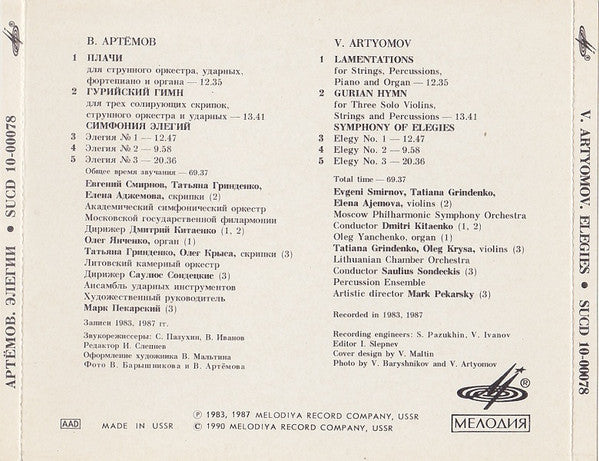 АРТЁМОВ. ЭЛЕГИИ ● SUCD 10-00078
В. АРТЁМОВ
1 ПЛАЧИ
для струнного оркестра, ударных,
фортепиано и органа — 12.35
2 ГУРИЙСКИЙ ГИМН
для трех солирующих скрипок,
струнного оркестра и ударных — 13.41
СИМФОНИЯ ЭЛЕГИЙ
3 Элегия № 1 — 12.47
4 Элегия № 2 — 9.58
5 Элегия № 3 — 20.36
Общее время звучания — 69.37
Евгений Смирнов, Татьяна Гринденко,
Елена Аджемова, скрипки (2)
Академический симфонический оркестр
Московской государственной филармонии
Дирижер Дмитрий Китаенко (1, 2)
Олег Янченко, орган (1)
Татьяна Гринденко, Олег Крыса, скрипки (3)
Литовский камерный оркестр
Дирижер Саулюс Сондецкис (3)
Ансамбль ударных инструментов
Художественный руководитель
Марк Пекарский (3)
Записи 1983, 1987 гг.
Звукорежиссеры: С. Пазухин, В. Иванов
Редактор И. Слепнев
Оформление художника В. Мальтина
Фото В. Барышникова и В. Артёмова
V. ARTYOMOV
1 LAMENTATIONS
for Strings, Percussions,
Piano and Organ — 12.35
2 GURIAN HYMN
for Three Solo Violins,
Strings and Percussions — 13.41
SYMPHONY OF ELEGIES
3 Elegy No. 1 — 12.47
4 Elegy No. 2 — 9.58
5 Elegy No. 3 — 20.36
Total time — 69.37
Evgeni Smirnov, Tatiana Grindenko,
Elena Ajemova, violins (2)
Moscow Philharmonic Symphony Orchestra
Conductor Dmitri Kitaenko (1, 2)
Oleg Yanchenko, organ (1)
Tatiana Grindenko, Oleg Krysa, violins (3)
Lithuanian Chamber Orchestra
Conductor Saulius Sondeckis (3)
Percussion Ensemble
Artistic director Mark Pekarsky (3)
Recorded in 1983, 1987
Recording engineers: S. Pazukhin, V. Ivanov
Editor I. Slepnev
Cover design by V. Maltin
Photo by V. Baryshnikov and V. Artyomov
AAD
MADE IN USSR
Ⓟ 1983, 1987 MELODIYA RECORD COMPANY, USSR
© 1990 MELODIYA RECORD COMPANY, USSR
®
МЕЛОДИЯ
®
V. ARTYOMOV. ELEGIES ● SUCD 10-00078